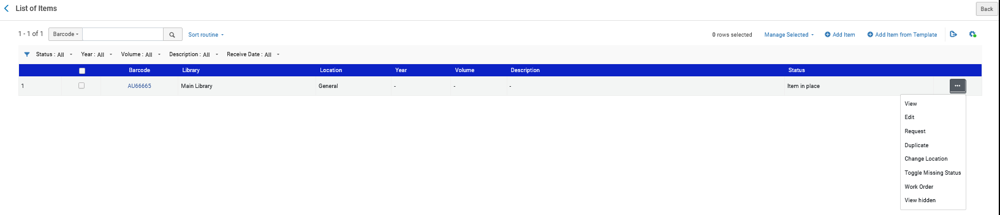 List of Items
Back
1 - 1 of 1 Barcode Sort routine 0 rows selected Manage Selected Add Item Add Item from Template
Status : All Year : All Volume : All Description : All Receive Date : All
Barcode Library Location Year Volume Description Status
1 AU66665 Main Library General - - - Item in place ...
View
Edit
Request
Duplicate
Change Location
Toggle Missing Status
Work Order
View hidden